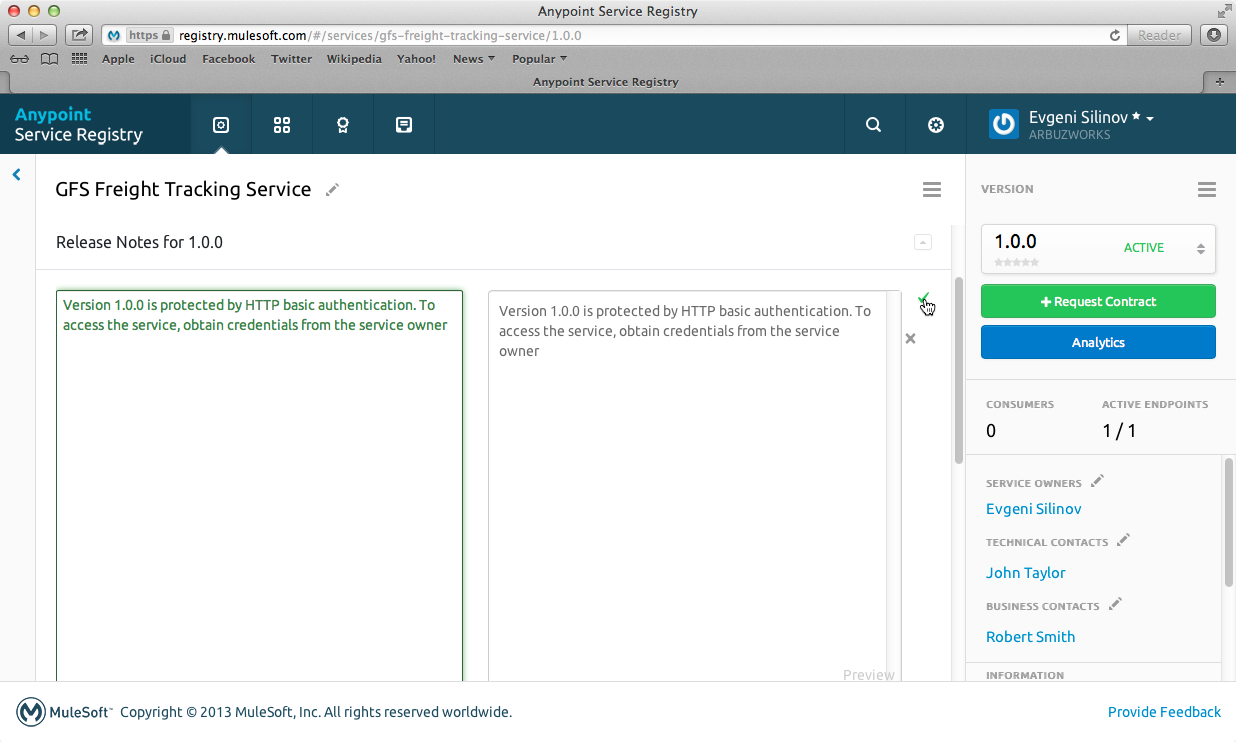 Anypoint Service Registry
https registry.mulesoft.com/#/services/gfs-freight-tracking-service/1.0.0 Reader
Apple iCloud Facebook Twitter Wikipedia Yahoo! News Popular
Anypoint Service Registry
Anypoint
Service Registry
Evgeni Silinov
ARBUZWORKS
GFS Freight Tracking Service
Release Notes for 1.0.0
Version 1.0.0 is protected by HTTP basic authentication. To
access the service, obtain credentials from the service owner
Version 1.0.0 is protected by HTTP basic authentication. To
access the service, obtain credentials from the service
owner
Preview
VERSION
1.0.0 ACTIVE
Request Contract
Analytics
CONSUMERS ACTIVE ENDPOINTS
0 1 / 1
SERVICE OWNERS
Evgeni Silinov
TECHNICAL CONTACTS
John Taylor
BUSINESS CONTACTS
Robert Smith
INFORMATION
MuleSoft™ Copyright © 2013 MuleSoft, Inc. All rights reserved worldwide.
Provide Feedback